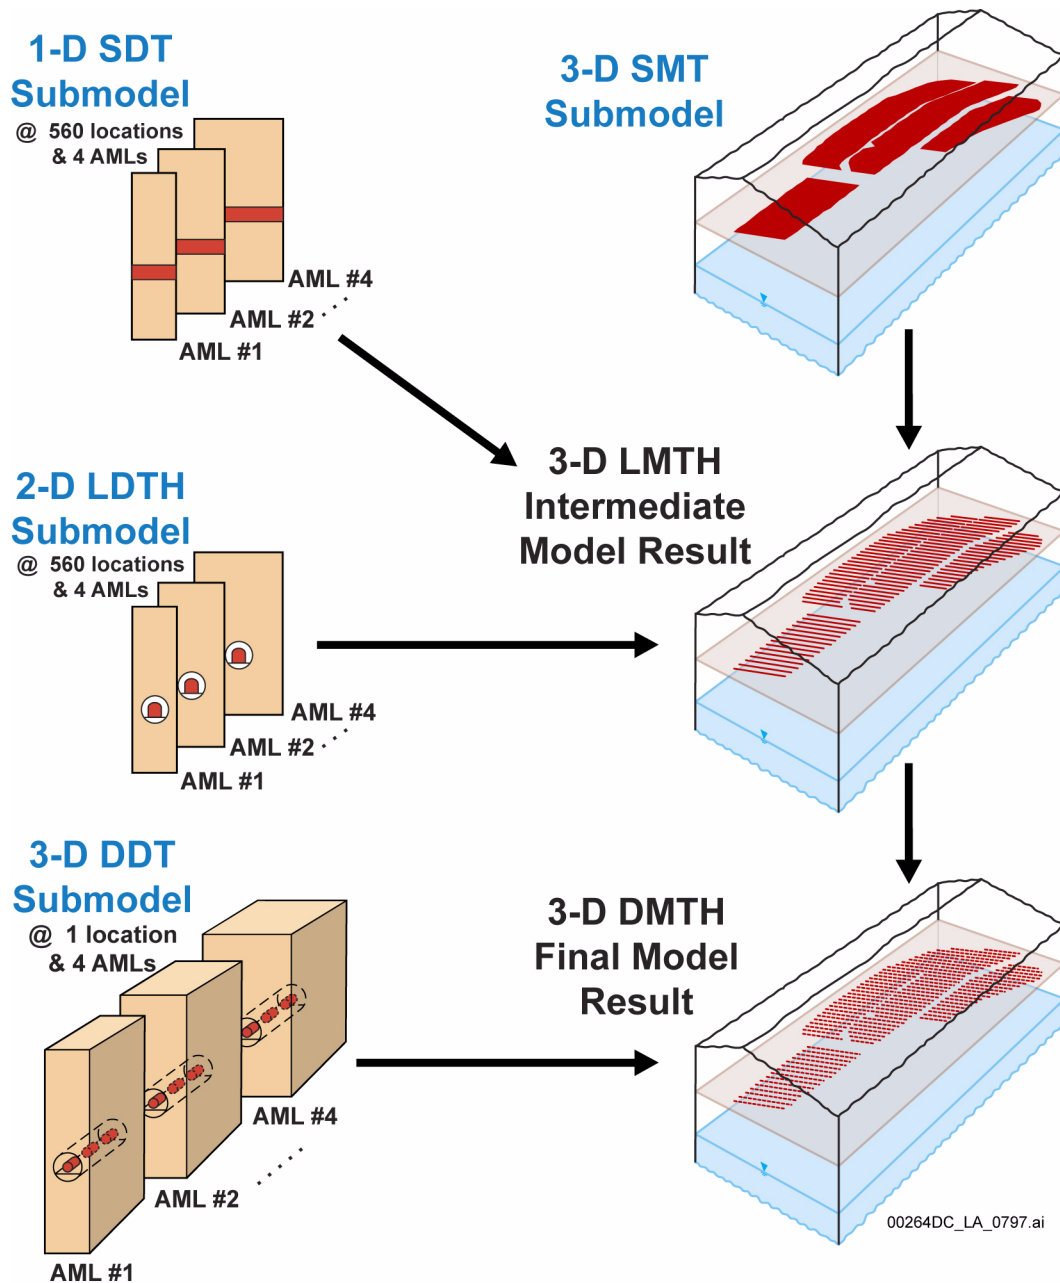 1-D SDT
Submodel
@ 560 locations
& 4 AMLs
AML #4
AML #2
AML #1
3-D SMT
Submodel
2-D LDTH
Submodel
@ 560 locations
& 4 AMLs
AML #4
AML #2
AML #1
3-D LMTH
Intermediate
Model Result
3-D DDT
Submodel
@ 1 location
& 4 AMLs
AML #4
AML #2
AML #1
3-D DMTH
Final Model
Result
00264DC_LA_0797.ai